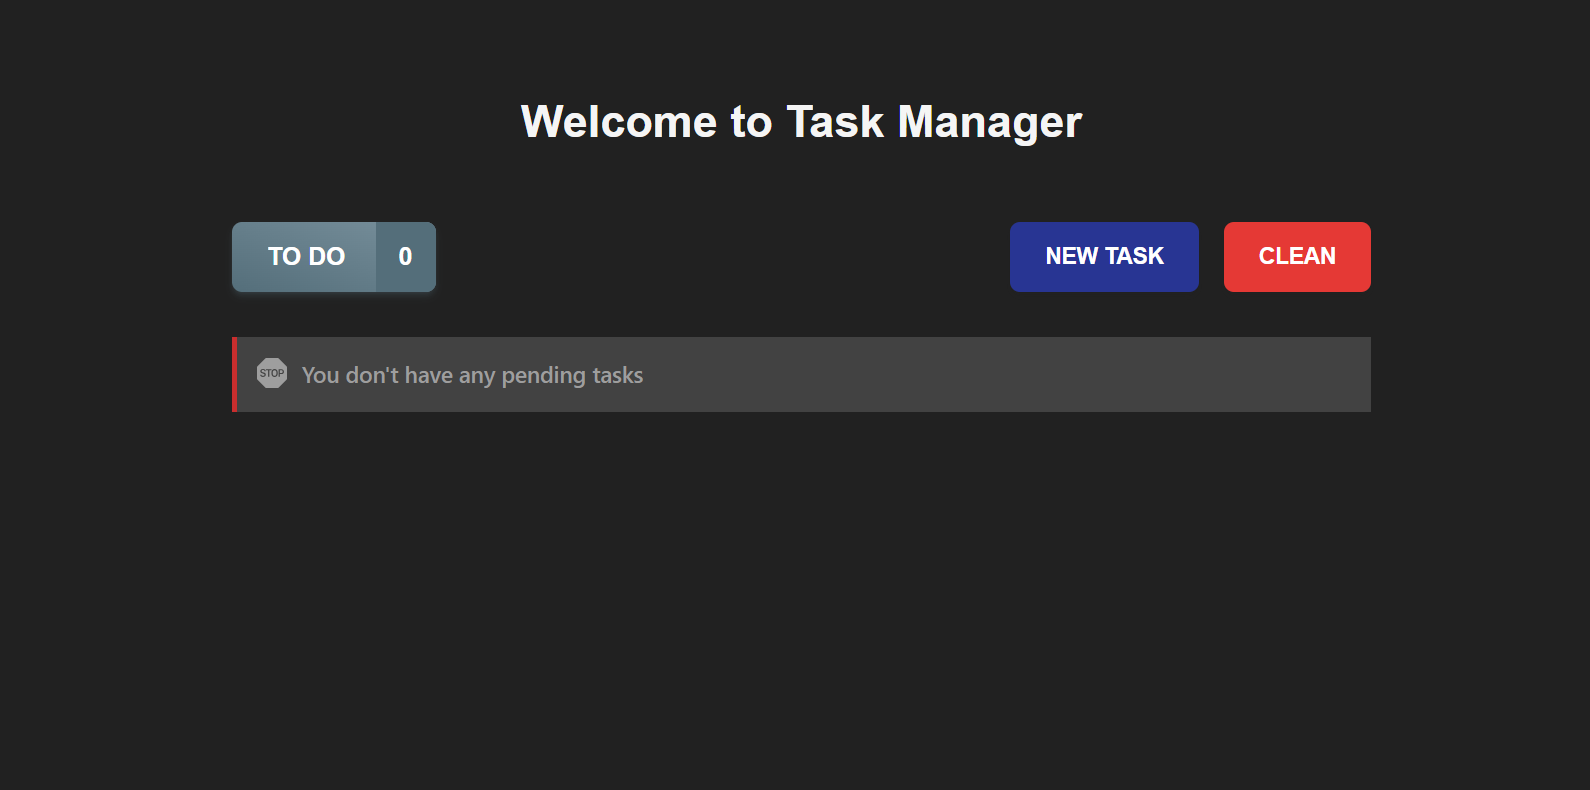 Welcome to Task Manager
TO DO 0
NEW TASK
CLEAN
STOP You don't have any pending tasks